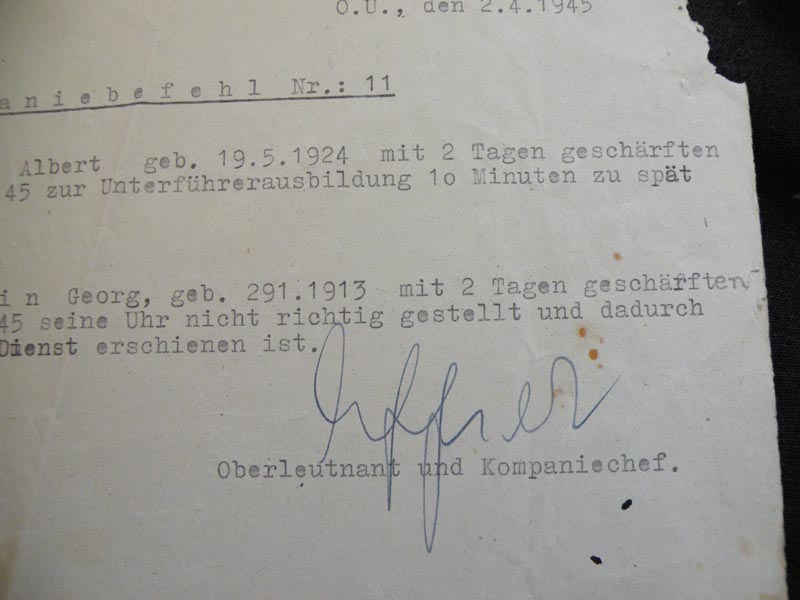 O.U., den 2.4.1945
aniebefehl Nr.: 11
Albert geb. 19.5.1924 mit 2 Tagen geschärften
45 zur Unterführerausbildung 1o Minuten zu spät
in Georg, geb. 291.1913 mit 2 Tagen geschärften
45 seine Uhr nicht richtig gestellt und dadurch
Dienst erschienen ist.
Oberleutnant und Kompaniechef.